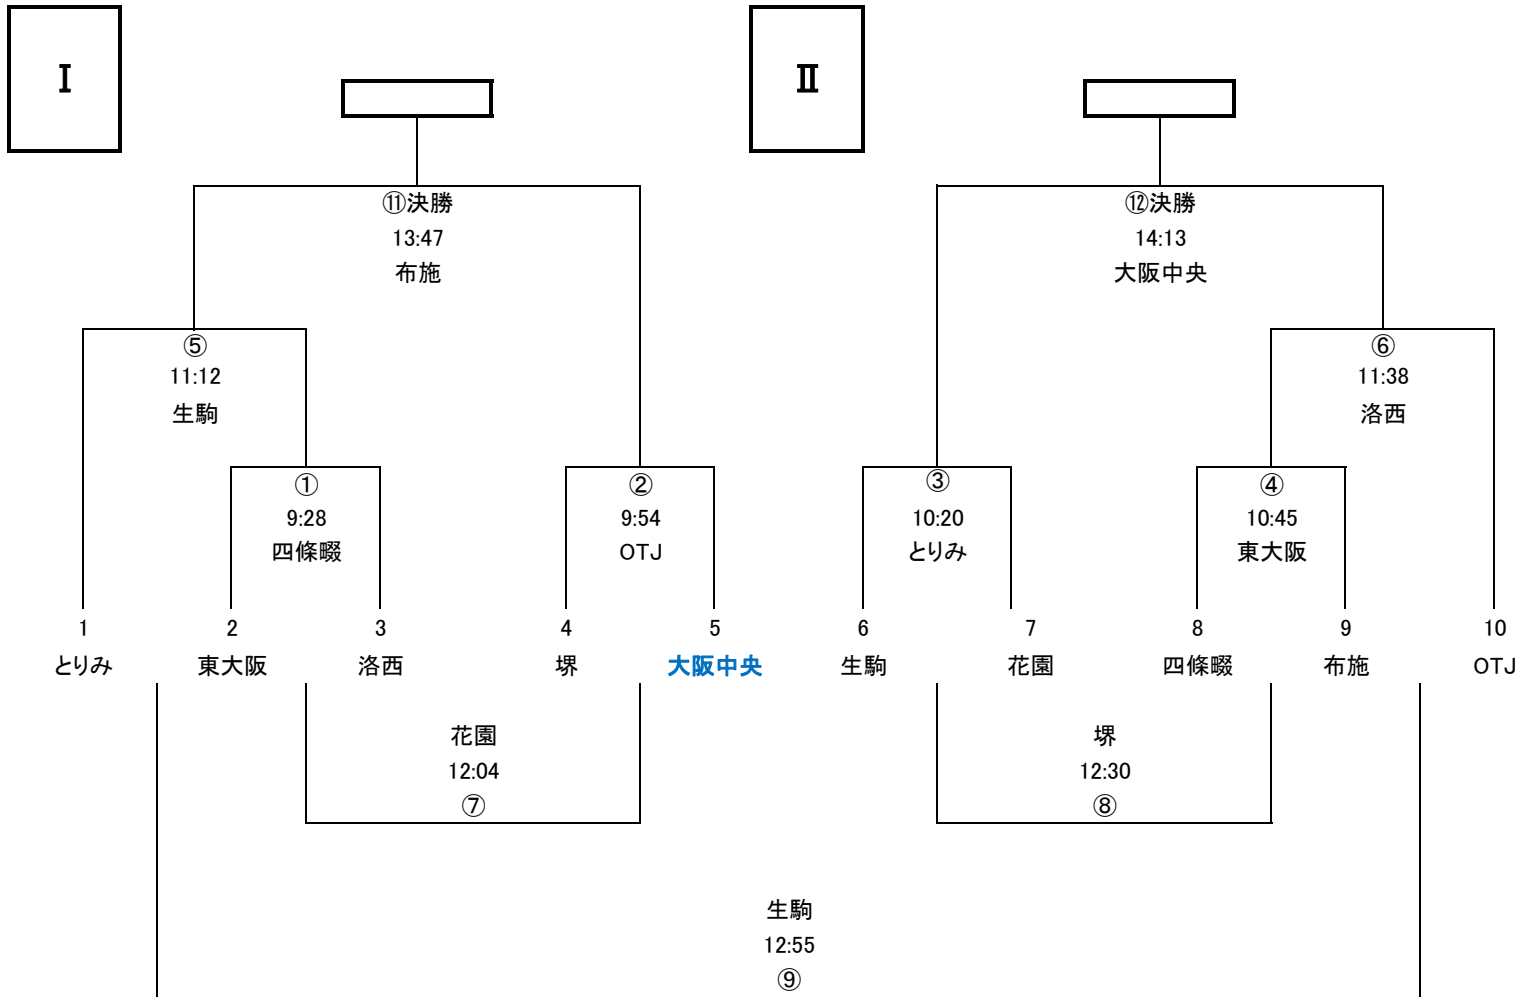 Ⅰ
Ⅱ
⑪決勝
13:47
布施
⑫決勝
14:13
大阪中央
⑤
11:12
生駒
⑥
11:38
洛西
①
9:28
四條畷
②
9:54
OTJ
③
10:20
とりみ
④
10:45
東大阪
1 2 3 4 5 6 7 8 9 10
とりみ 東大阪 洛西 堺 大阪中央 生駒 花園 四條畷 布施 OTJ
花園
12:04
⑦
堺
12:30
⑧
生駒
12:55
⑨